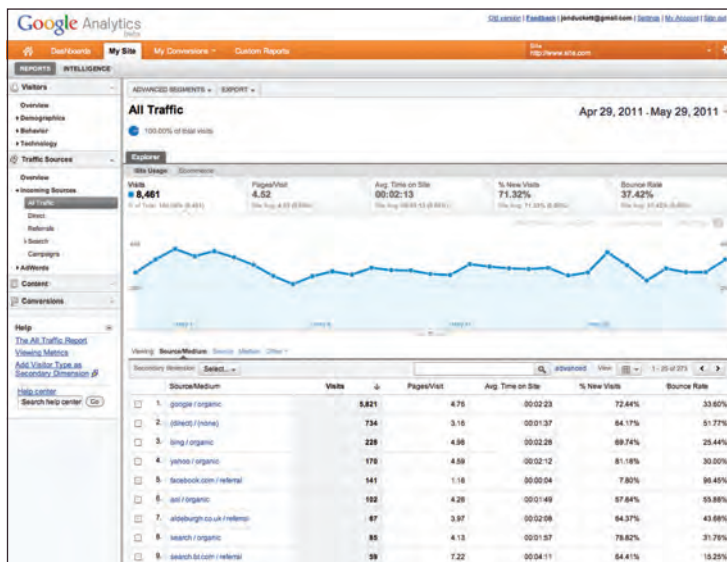 Google Analytics
beta
Old version | Feedback | jonduckett@gmail.com | Settings | My Account | Sign out
Dashboards My Site My Conversions Custom Reports
Site
http://www.site.com
REPORTS INTELLIGENCE
Visitors
Overview
Demographics
Behavior
Technology
Traffic Sources
Overview
Incoming Sources
All Traffic
Direct
Referrals
Search
Campaigns
AdWords
Content
Conversions
Help
The All Traffic Report
Viewing Metrics
Add Visitor Type as
Secondary Dimension
Help center
Search help center Go
ADVANCED SEGMENTS EXPORT
All Traffic
Apr 29, 2011 - May 29, 2011
100.00% of total visits
Explorer
Site Usage Ecommerce
Visits Pages/Visit Avg. Time on Site % New Visits Bounce Rate
8,461 4.52 00:02:13 71.32% 37.42%
Viewing: Source/Medium Source Medium Other
Secondary dimension: Select... advanced View 1 - 25 of 273
Source/Medium Visits Pages/Visit Avg. Time on Site % New Visits Bounce Rate
1. google / organic 5,821 4.75 00:02:23 72.44% 33.60%
2. (direct) / (none) 734 3.16 00:01:37 84.17% 51.77%
3. bing / organic 228 4.98 00:02:28 69.74% 25.44%
4. yahoo / organic 170 4.59 00:02:12 81.18% 30.00%
5. facebook.com / referral 141 1.16 00:00:04 7.80% 96.45%
6. aol / organic 102 4.26 00:01:49 57.84% 55.88%
7. aldeburgh.co.uk / referral 87 3.97 00:02:08 64.37% 43.68%
8. search / organic 85 4.13 00:01:57 78.82% 31.76%
9. search.bt.com / referral 59 7.22 00:04:11 64.41% 15.25%